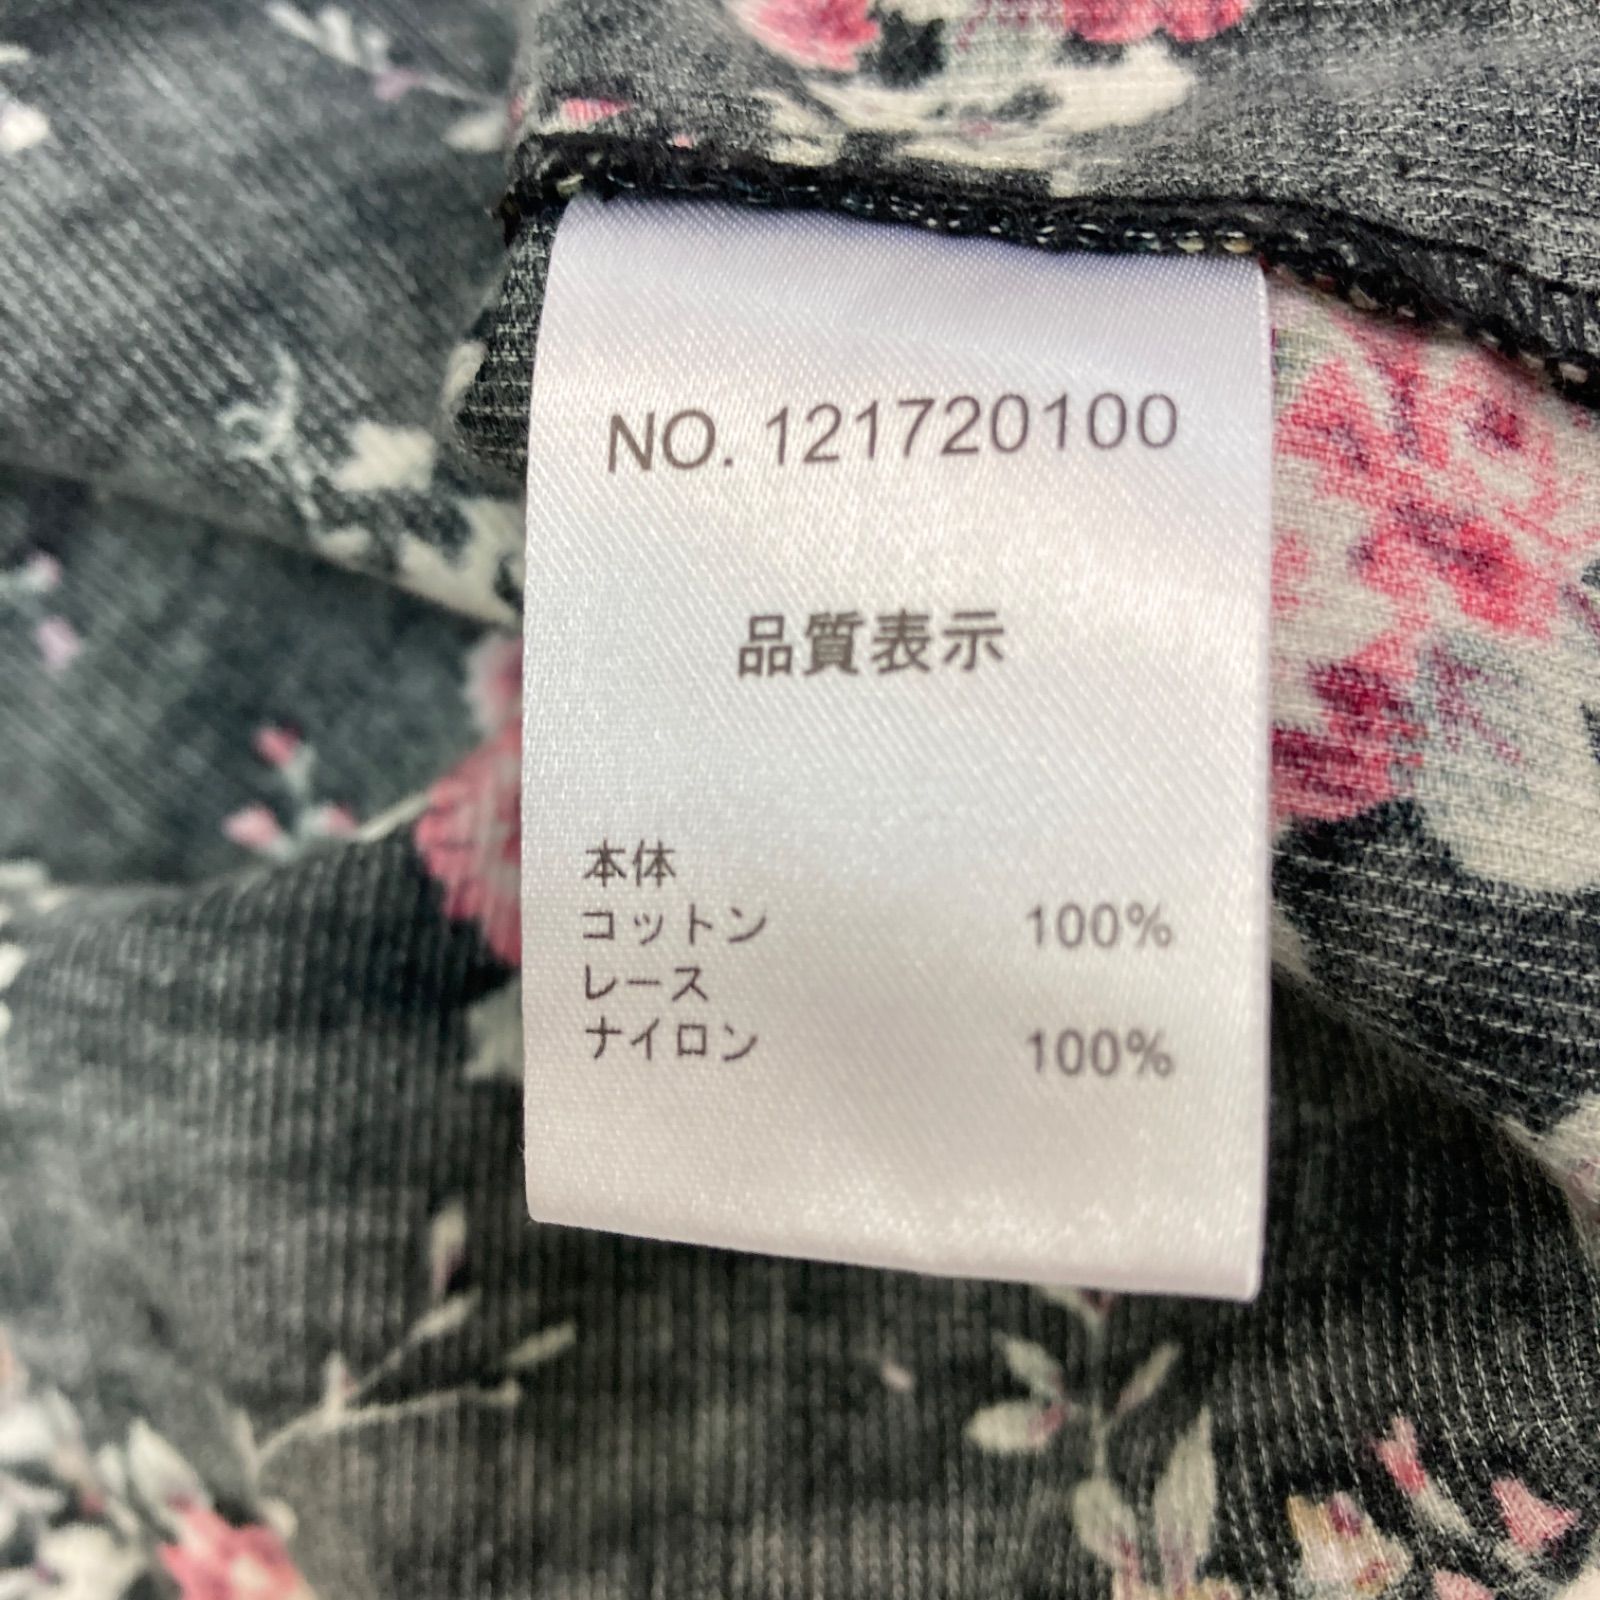 NO. 121720100
品質表示
本体
コットン 100%
レース
ナイロン 100%